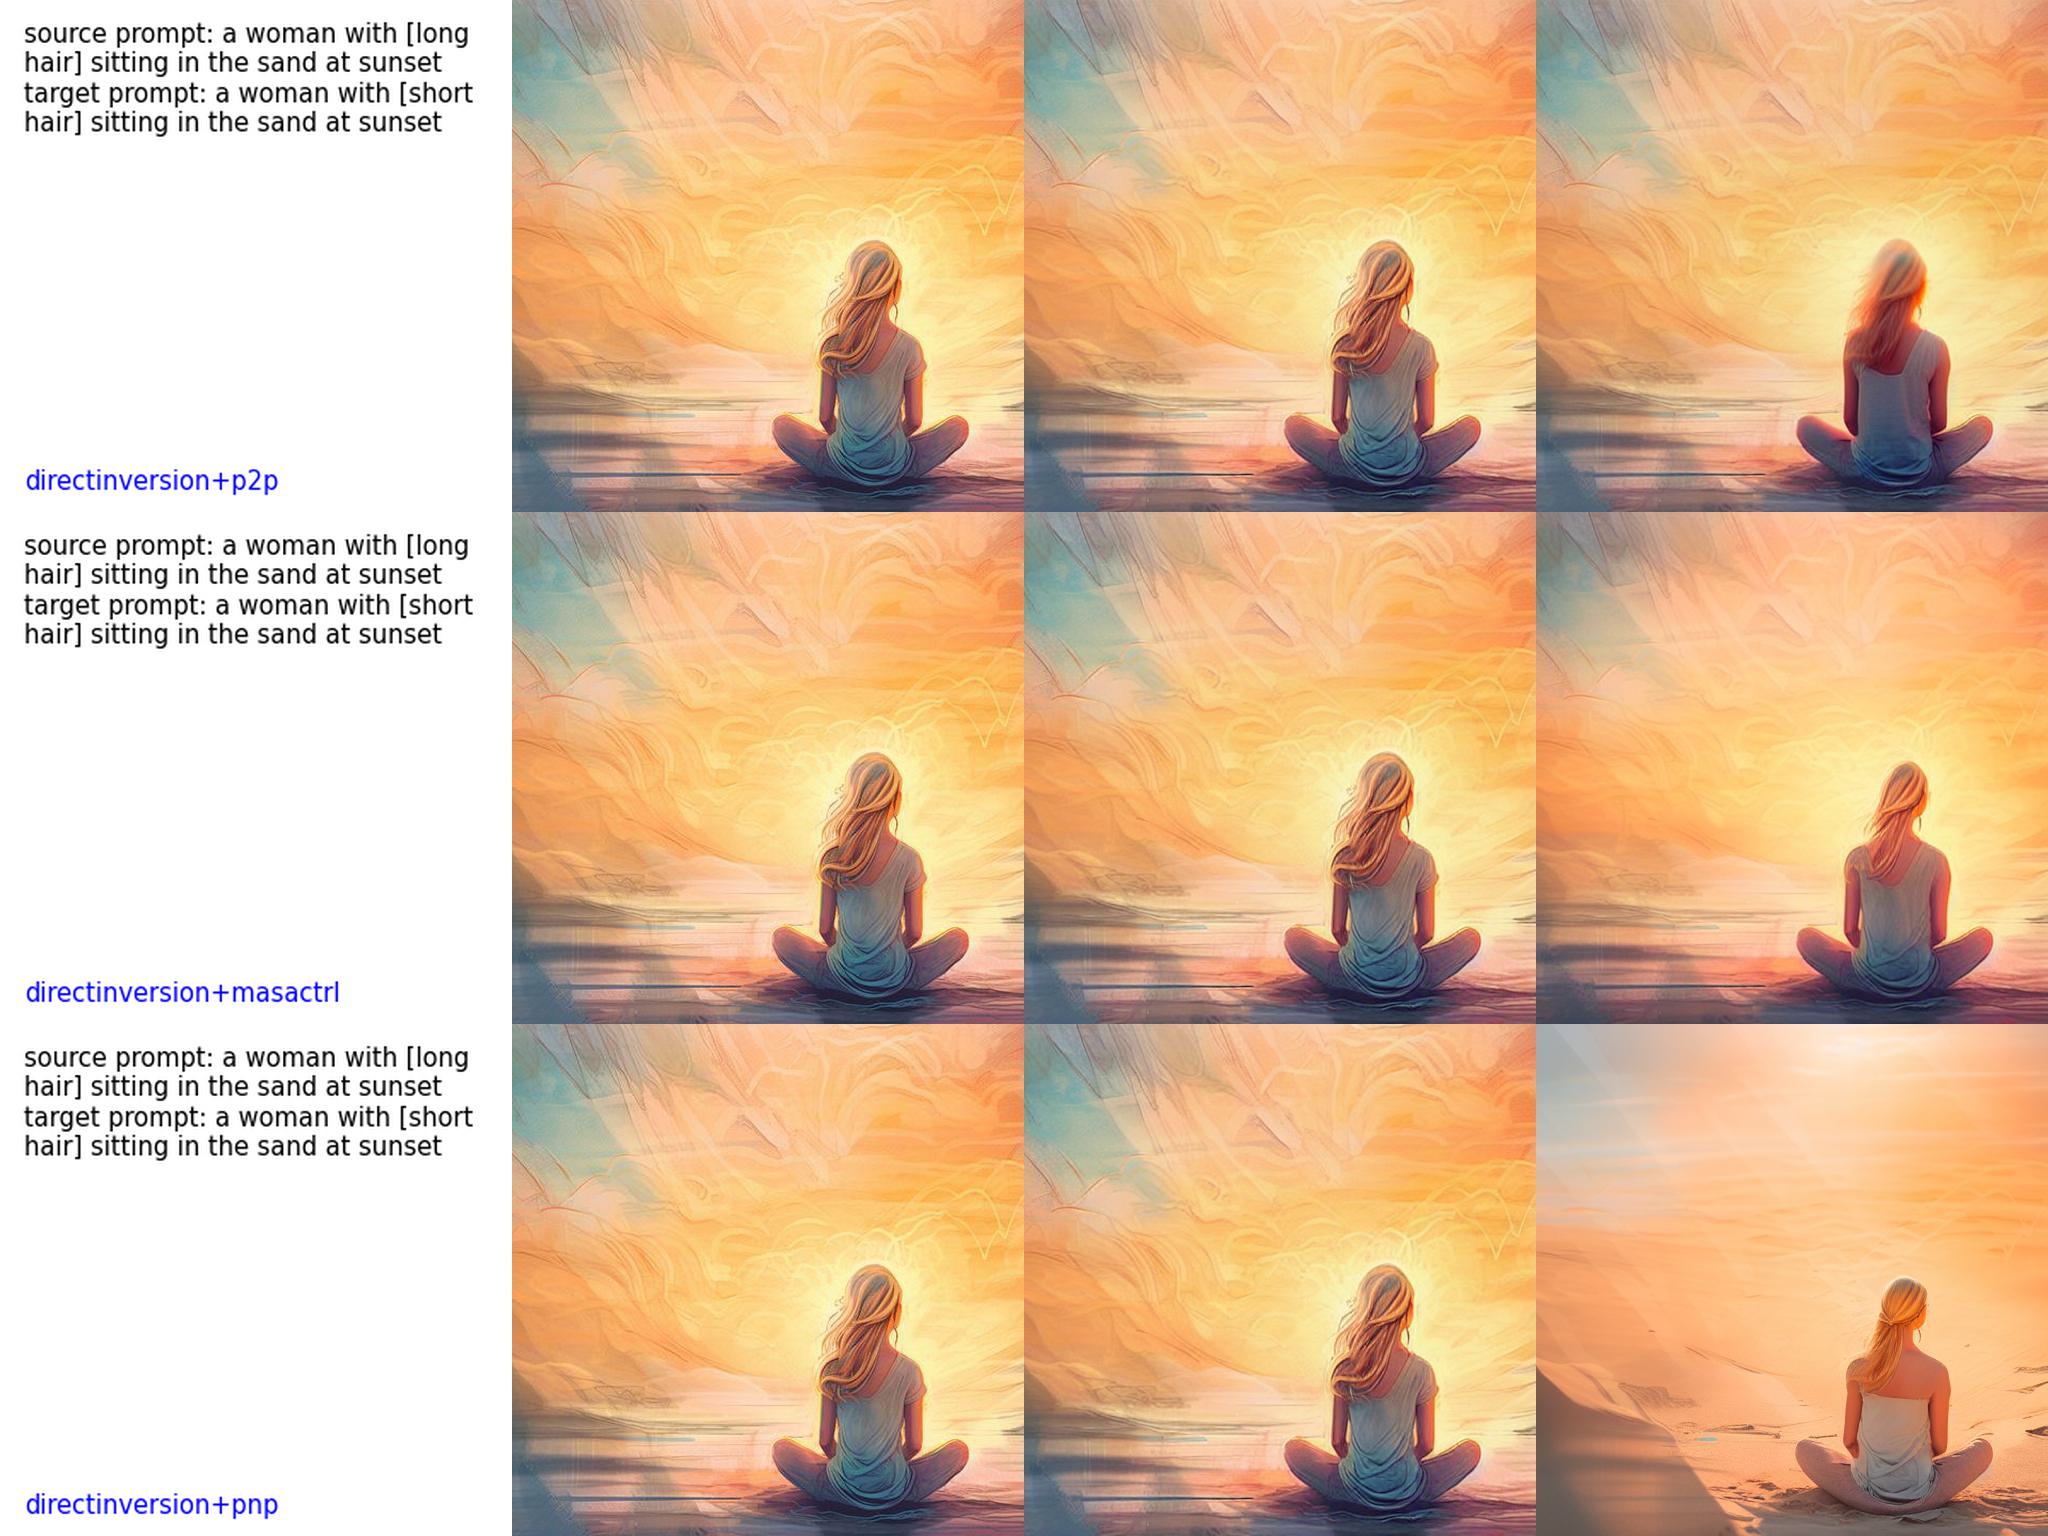 source prompt: a woman with [long
hair] sitting in the sand at sunset
target prompt: a woman with [short
hair] sitting in the sand at sunset
directinversion+p2p
source prompt: a woman with [long
hair] sitting in the sand at sunset
target prompt: a woman with [short
hair] sitting in the sand at sunset
directinversion+masactrl
source prompt: a woman with [long
hair] sitting in the sand at sunset
target prompt: a woman with [short
hair] sitting in the sand at sunset
directinversion+pnp